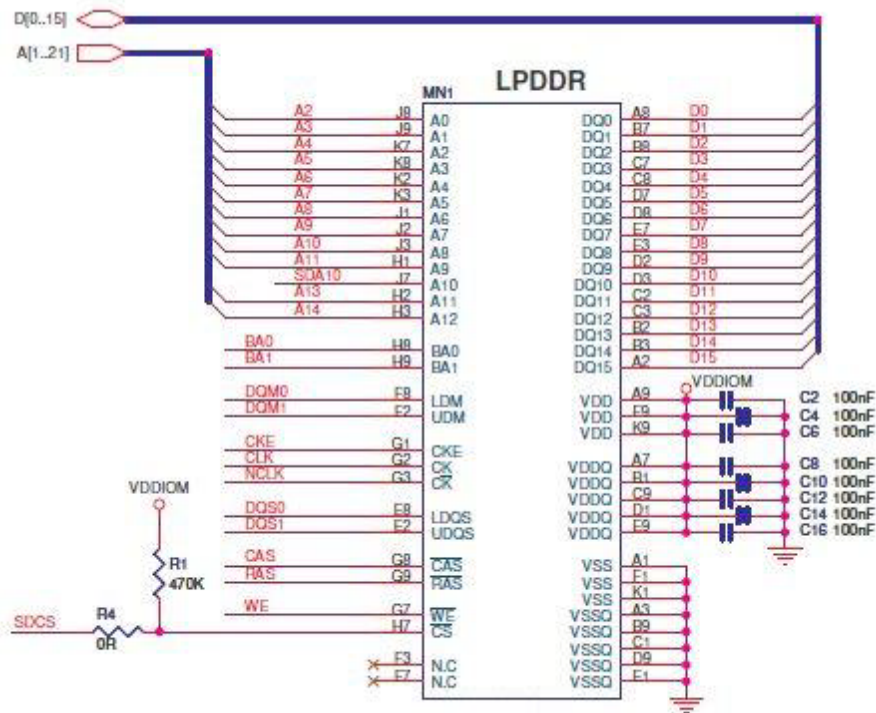 D[0..15]
A[1..21]
LPDDR
MN1
A2 J8 A0 DQ0 A8 D0
A3 J9 A1 DQ1 B7 D1
A4 K7 A2 DQ2 B8 D2
A5 K8 A3 DQ3 C7 D3
A6 K2 A4 DQ4 C8 D4
A7 K3 A5 DQ5 D7 D5
A8 J1 A6 DQ6 D8 D6
A9 J2 A7 DQ7 E7 D7
A10 J3 A8 DQ8 E3 D8
A11 H1 A9 DQ9 D2 D9
SDA10 J7 A10 DQ10 D3 D10
A13 H2 A11 DQ11 C2 D11
A14 H3 A12 DQ12 C3 D12
DQ13 B2 D13
BA0 H8 BA0 DQ14 B3 D14
BA1 H9 BA1 DQ15 A2 D15
VDDIOM
DQM0 F8 LDM VDD A9 C2 100nF
DQM1 F2 UDM VDD F9 C4 100nF
VDD K9 C6 100nF
CKE G1 CKE
CLK G2 CK VDDQ A7 C8 100nF
NCLK G3 CK VDDQ B1 C10 100nF
VDDIOM
VDDQ C9 C12 100nF
DQS0 E8 LDQS VDDQ D1 C14 100nF
DQS1 E2 UDQS VDDQ E9 C16 100nF
CAS G8 CAS VSS A1
R1
RAS G9 RAS VSS F1
470K
VSS K1
WE G7 WE VSSQ A3
R4
SDCS H7 CS VSSQ B9
0R
VSSQ C1
F3 N.C VSSQ D9
F7 N.C VSSQ E1